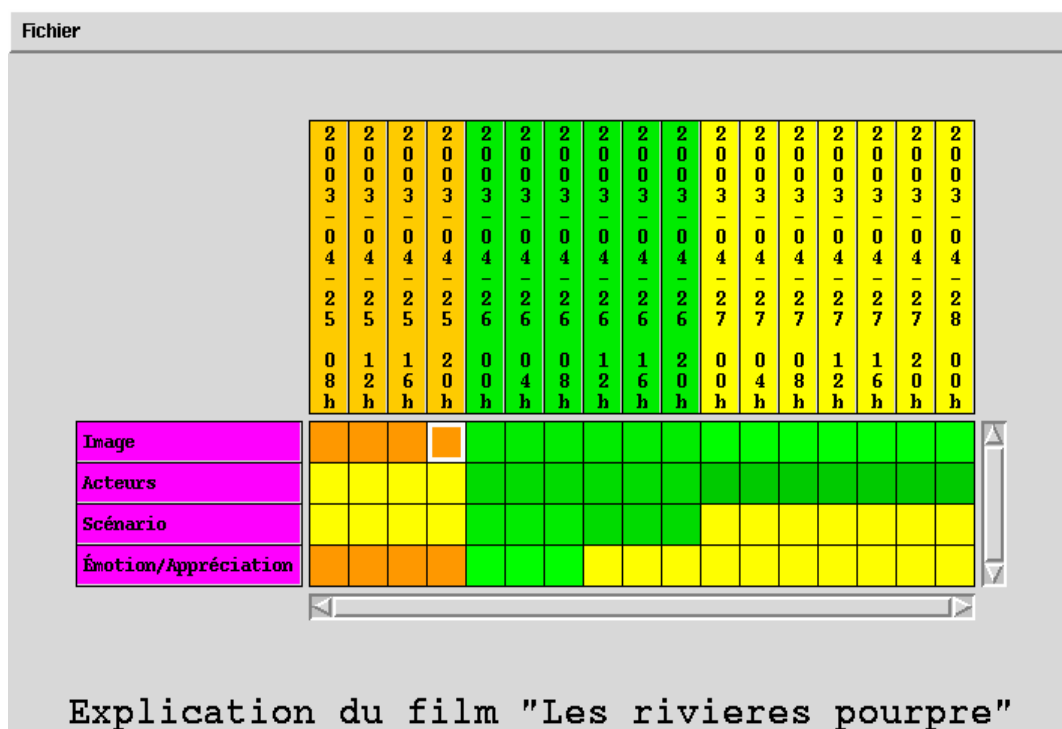 Fichier
2003-04-25 08h
2003-04-25 12h
2003-04-25 16h
2003-04-25 20h
2003-04-26 00h
2003-04-26 04h
2003-04-26 08h
2003-04-26 12h
2003-04-26 16h
2003-04-26 20h
2003-04-27 00h
2003-04-27 04h
2003-04-27 08h
2003-04-27 12h
2003-04-27 16h
2003-04-27 20h
2003-04-28 00h
Image
Acteurs
Scénario
Émotion/Appréciation
Explication du film "Les rivieres pourpre"